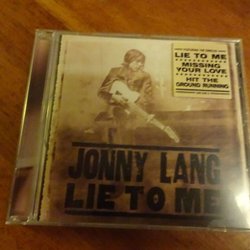 LIE TO ME
MISSING
YOUR LOVE
HIT THE
GROUND RUNNING
JONNY LANG
LIE TO ME